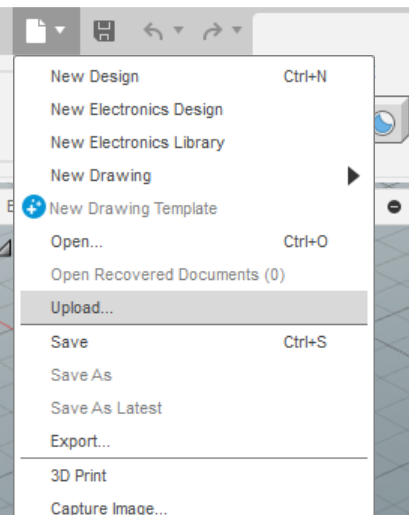 New Design Ctrl+N
New Electronics Design
New Electronics Library
New Drawing
New Drawing Template
Open... Ctrl+O
Open Recovered Documents (0)
Upload...
Save Ctrl+S
Save As
Save As Latest
Export...
3D Print
Capture Image...